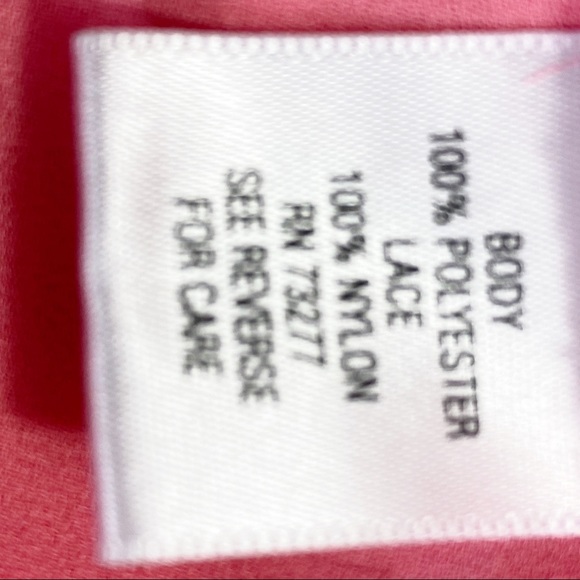 BODY
100% POLYESTER
LACE
100% NYLON
RN 73277
SEE REVERSE
FOR CARE